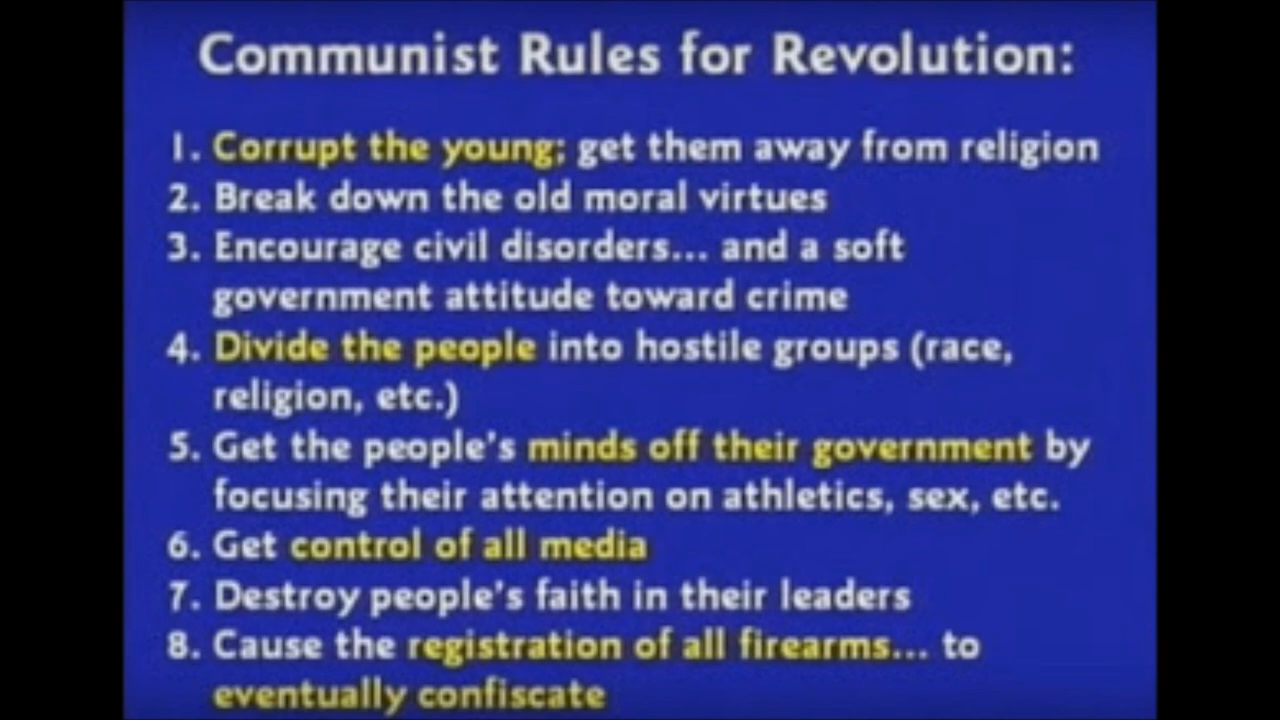 Communist Rules for Revolution:
1. Corrupt the young; get them away from religion
2. Break down the old moral virtues
3. Encourage civil disorders... and a soft
government attitude toward crime
4. Divide the people into hostile groups (race,
religion, etc.)
5. Get the people's minds off their government by
focusing their attention on athletics, sex, etc.
6. Get control of all media
7. Destroy people's faith in their leaders
8. Cause the registration of all firearms... to
eventually confiscate